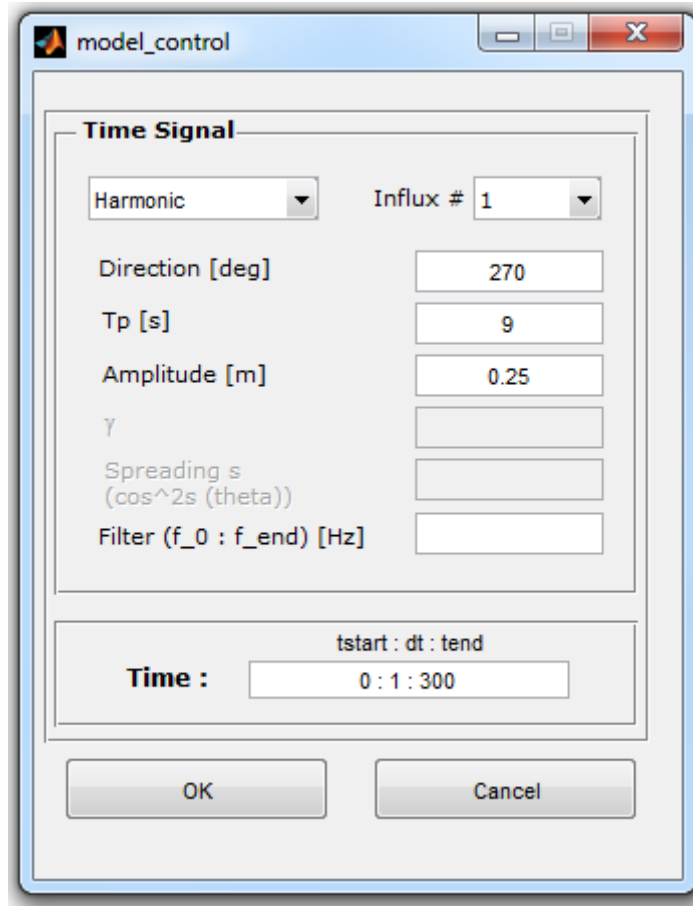 model_control
Time Signal
Harmonic Influx # 1
Direction [deg] 270
Tp [s] 9
Amplitude [m] 0.25
γ
Spreading s
(cos^2s (theta))
Filter (f_0 : f_end) [Hz]
tstart : dt : tend
Time : 0 : 1 : 300
OK Cancel